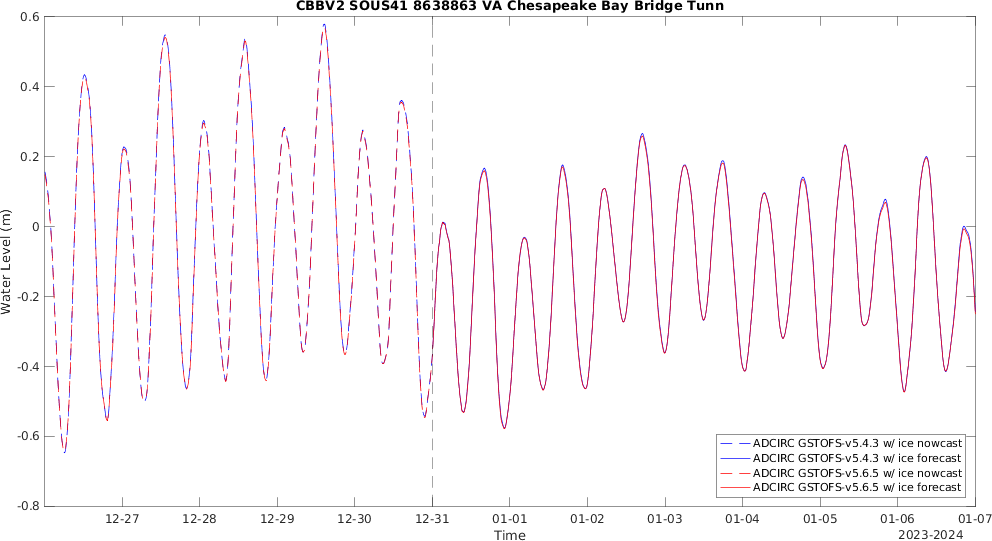 CBBV2 SOUS41 8638863 VA Chesapeake Bay Bridge Tunn
0.6
0.4
0.2
0
-0.2
-0.4
-0.6
-0.8
Water Level (m)
12-27 12-28 12-29 12-30 12-31 01-01 01-02 01-03 01-04 01-05 01-06 01-07
Time
2023-2024
ADCIRC GSTOFS-v5.4.3 w/ ice nowcast
ADCIRC GSTOFS-v5.4.3 w/ ice forecast
ADCIRC GSTOFS-v5.6.5 w/ ice nowcast
ADCIRC GSTOFS-v5.6.5 w/ ice forecast